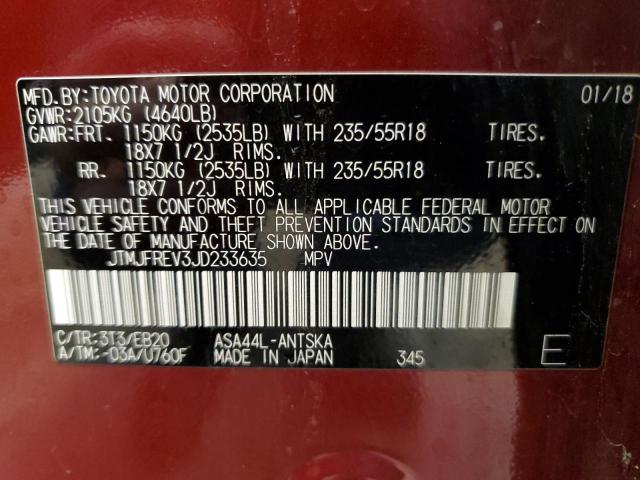 MFD.BY:TOYOTA MOTOR CORPORATION 01/18
GVWR:2105KG (4640LB)
GAWR:FRT. 1150KG (2535LB) WITH 235/55R18 TIRES.
18X7 1/2J RIMS.
RR. 1150KG (2535LB) WITH 235/55R18 TIRES.
18X7 1/2J RIMS.
THIS VEHICLE CONFORMS TO ALL APPLICABLE FEDERAL MOTOR
VEHICLE SAFETY AND THEFT PREVENTION STANDARDS IN EFFECT ON
THE DATE OF MANUFACTURE SHOWN ABOVE.
JTMJFREV3JD233635 MPV
C/TR:3T3/EB20 ASA44L-ANTSKA
A/TM:-03A/U760F MADE IN JAPAN 345 E